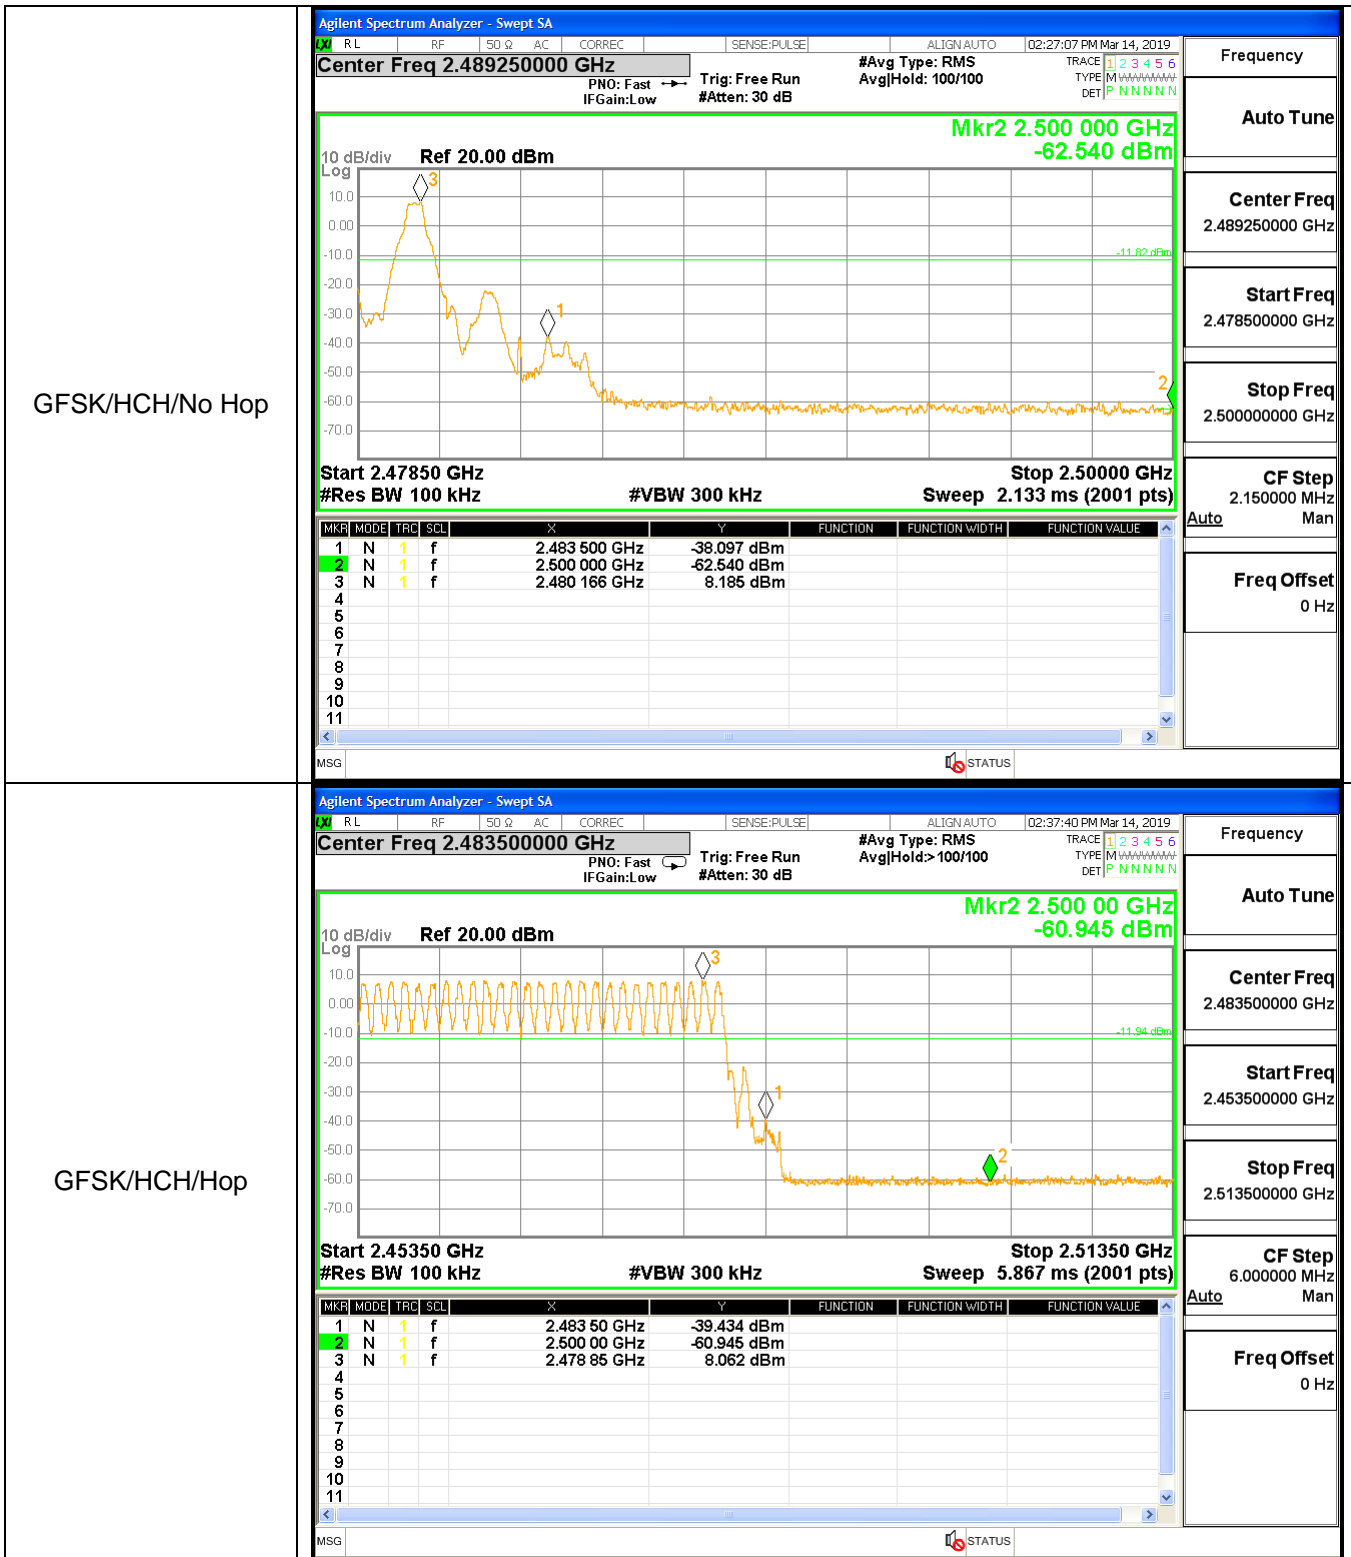 GFSK/HCH/No Hop
Agilent Spectrum Analyzer - Swept SA
LXI RL RF 50 Ω AC CORREC SENSE:PULSE ALIGN AUTO 02:27:07 PM Mar 14, 2019
Center Freq 2.489250000 GHz
PNO: Fast
IFGain:Low
Trig: Free Run
#Atten: 30 dB
#Avg Type: RMS
Avg|Hold: 100/100
TRACE 1 2 3 4 5 6
TYPE M
DET P N N N N N
Mkr2 2.500 000 GHz
-62.540 dBm
10 dB/div Ref 20.00 dBm
Log
10.0
0.00
-10.0
-20.0
-30.0
-40.0
-50.0
-60.0
-70.0
3
1
2
-11.82 dBm
Start 2.47850 GHz Stop 2.50000 GHz
#Res BW 100 kHz #VBW 300 kHz Sweep 2.133 ms (2001 pts)
MKR MODE TRC SCL X Y FUNCTION FUNCTION WIDTH FUNCTION VALUE
1 N 1 f 2.483 500 GHz -38.097 dBm
2 N 1 f 2.500 000 GHz -62.540 dBm
3 N 1 f 2.480 166 GHz 8.185 dBm
4
5
6
7
8
9
10
11
MSG STATUS
Frequency
Auto Tune
Center Freq
2.489250000 GHz
Start Freq
2.478500000 GHz
Stop Freq
2.500000000 GHz
CF Step
2.150000 MHz
Auto Man
Freq Offset
0 Hz
GFSK/HCH/Hop
Agilent Spectrum Analyzer - Swept SA
LXI RL RF 50 Ω AC CORREC SENSE:PULSE ALIGN AUTO 02:37:40 PM Mar 14, 2019
Center Freq 2.483500000 GHz
PNO: Fast
IFGain:Low
Trig: Free Run
#Atten: 30 dB
#Avg Type: RMS
Avg|Hold:>100/100
TRACE 1 2 3 4 5 6
TYPE M
DET P N N N N N
Mkr2 2.500 00 GHz
-60.945 dBm
10 dB/div Ref 20.00 dBm
Log
10.0
0.00
-10.0
-20.0
-30.0
-40.0
-50.0
-60.0
-70.0
3
1
2
-11.94 dBm
Start 2.45350 GHz Stop 2.51350 GHz
#Res BW 100 kHz #VBW 300 kHz Sweep 5.867 ms (2001 pts)
MKR MODE TRC SCL X Y FUNCTION FUNCTION WIDTH FUNCTION VALUE
1 N 1 f 2.483 50 GHz -39.434 dBm
2 N 1 f 2.500 00 GHz -60.945 dBm
3 N 1 f 2.478 85 GHz 8.062 dBm
4
5
6
7
8
9
10
11
MSG STATUS
Frequency
Auto Tune
Center Freq
2.483500000 GHz
Start Freq
2.453500000 GHz
Stop Freq
2.513500000 GHz
CF Step
6.000000 MHz
Auto Man
Freq Offset
0 Hz